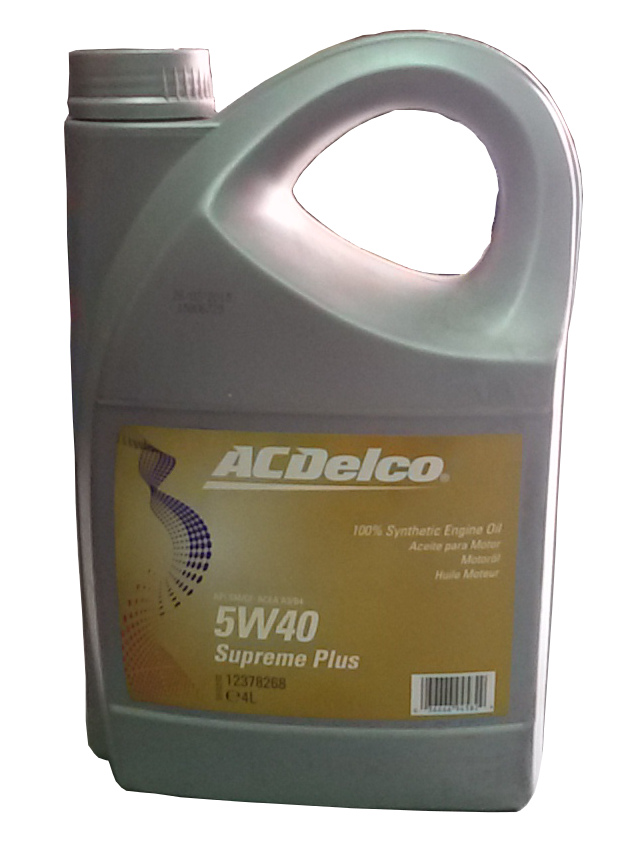 ACDelco®
100% Synthetic Engine Oil
Aceite para Motor
Motoröl
Huile Moteur
5W40
Supreme Plus
12378268
℮4L